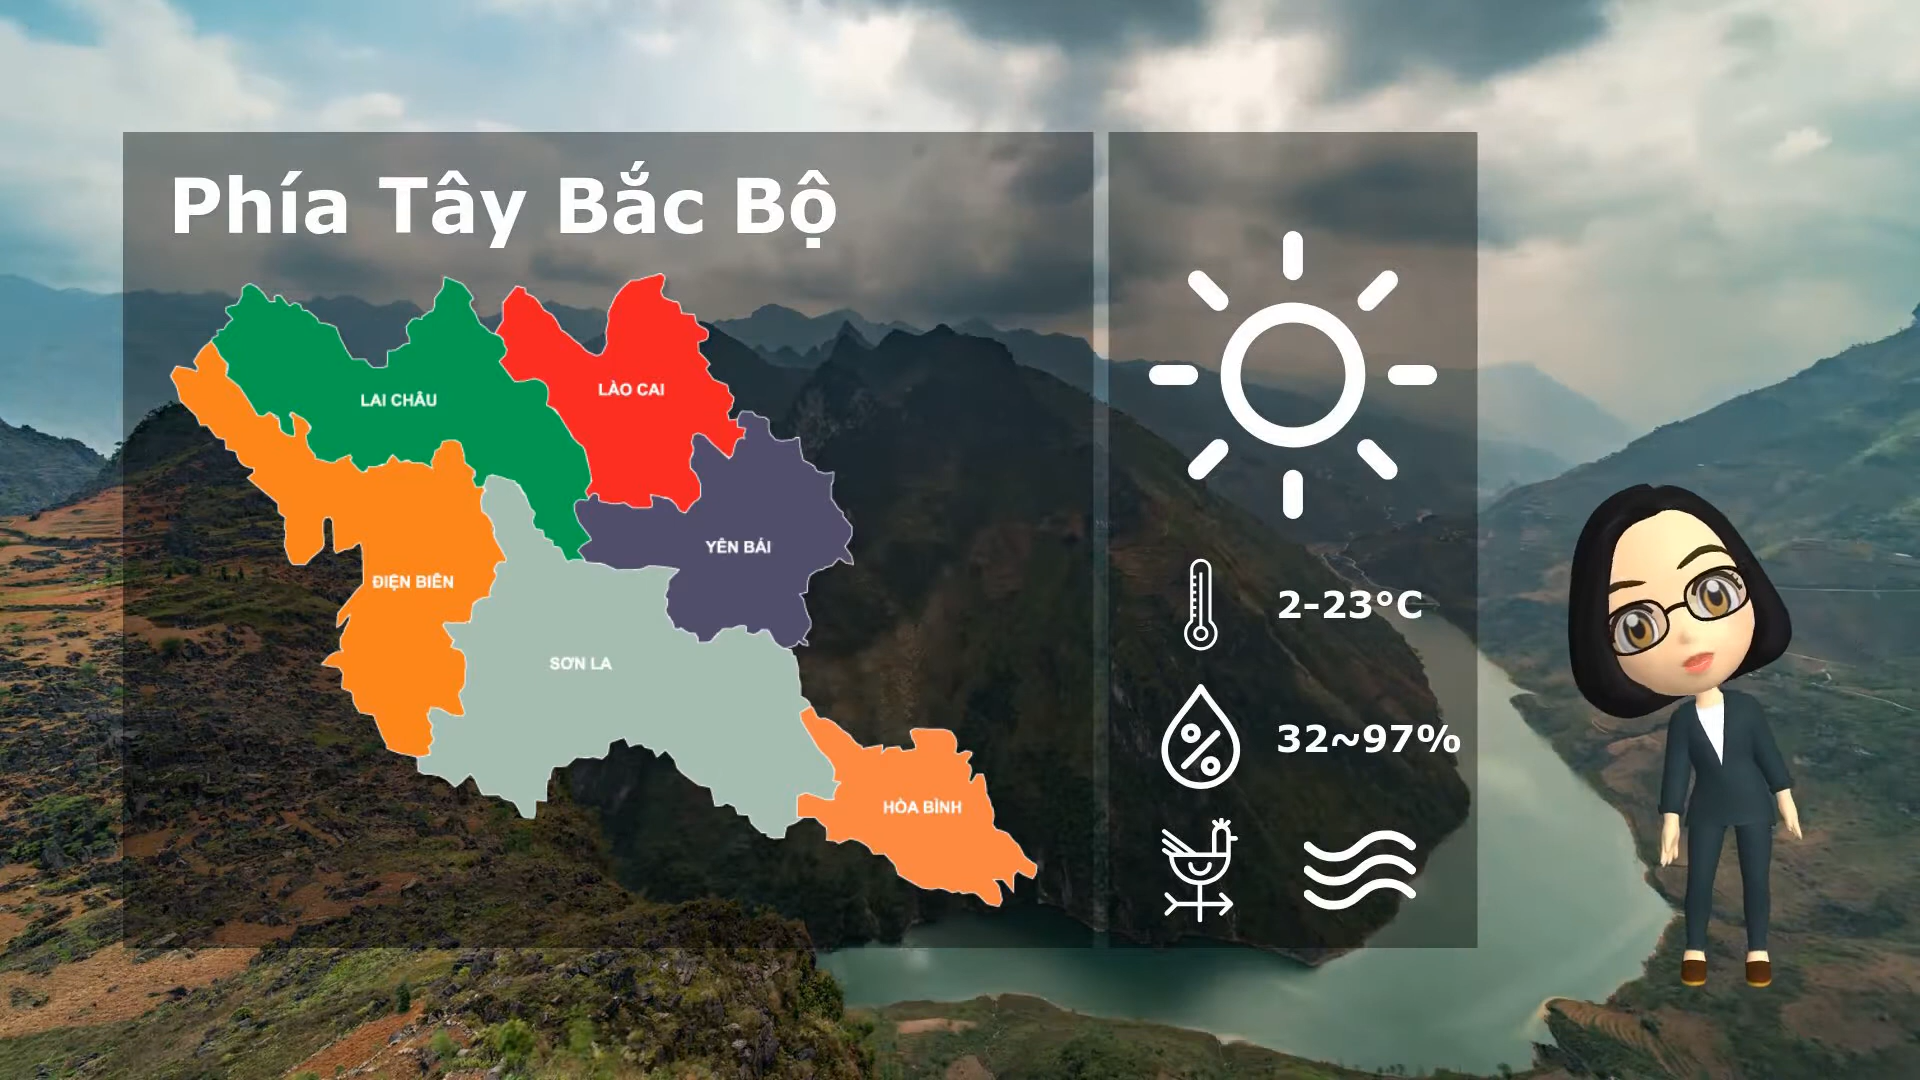 Phía Tây Bắc Bộ
LAI CHÂU
LÀO CAI
YÊN BÁI
ĐIỆN BIÊN
SƠN LA
HÒA BÌNH
2-23°C
32~97%
%